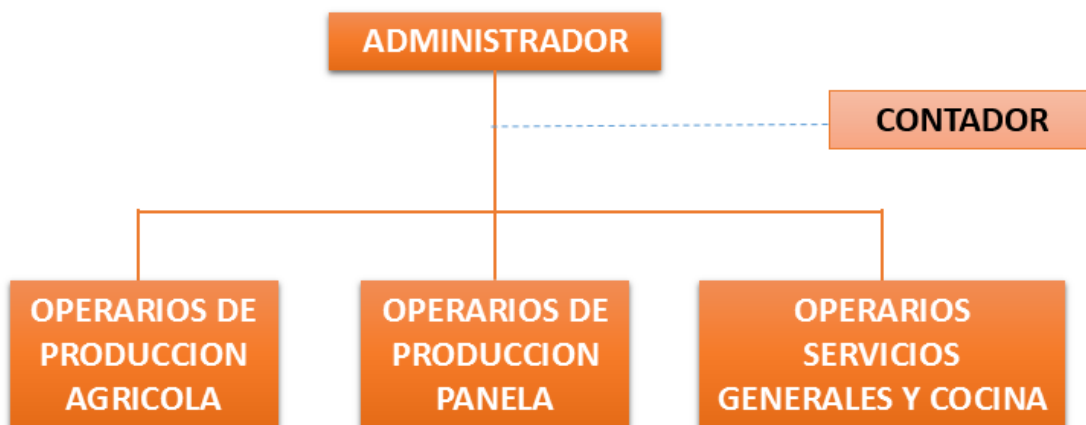 ADMINISTRADOR
CONTADOR
OPERARIOS DE
PRODUCCION
AGRICOLA
OPERARIOS DE
PRODUCCION
PANELA
OPERARIOS
SERVICIOS
GENERALES Y COCINA